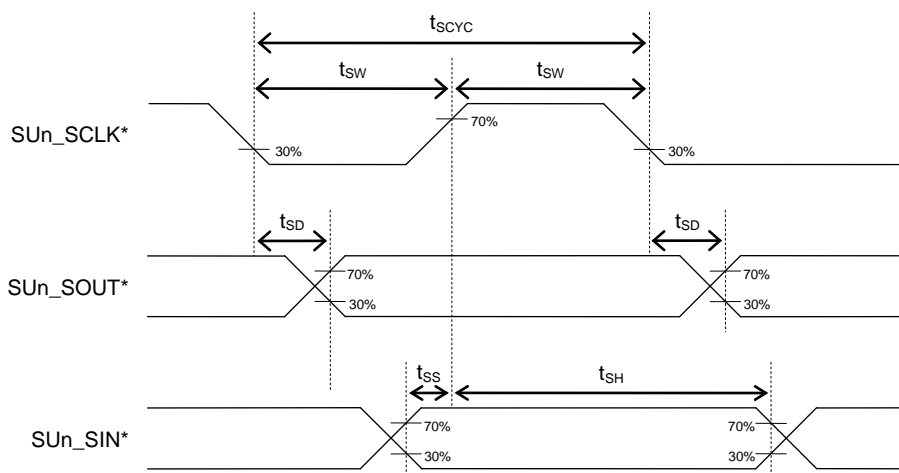 tSCYC
tSW tSW
SUn_SCLK*
70%
30% 30%
tSD tSD
SUn_SOUT*
70% 70%
30% 30%
tSS tSH
SUn_SIN*
70% 70%
30% 30%